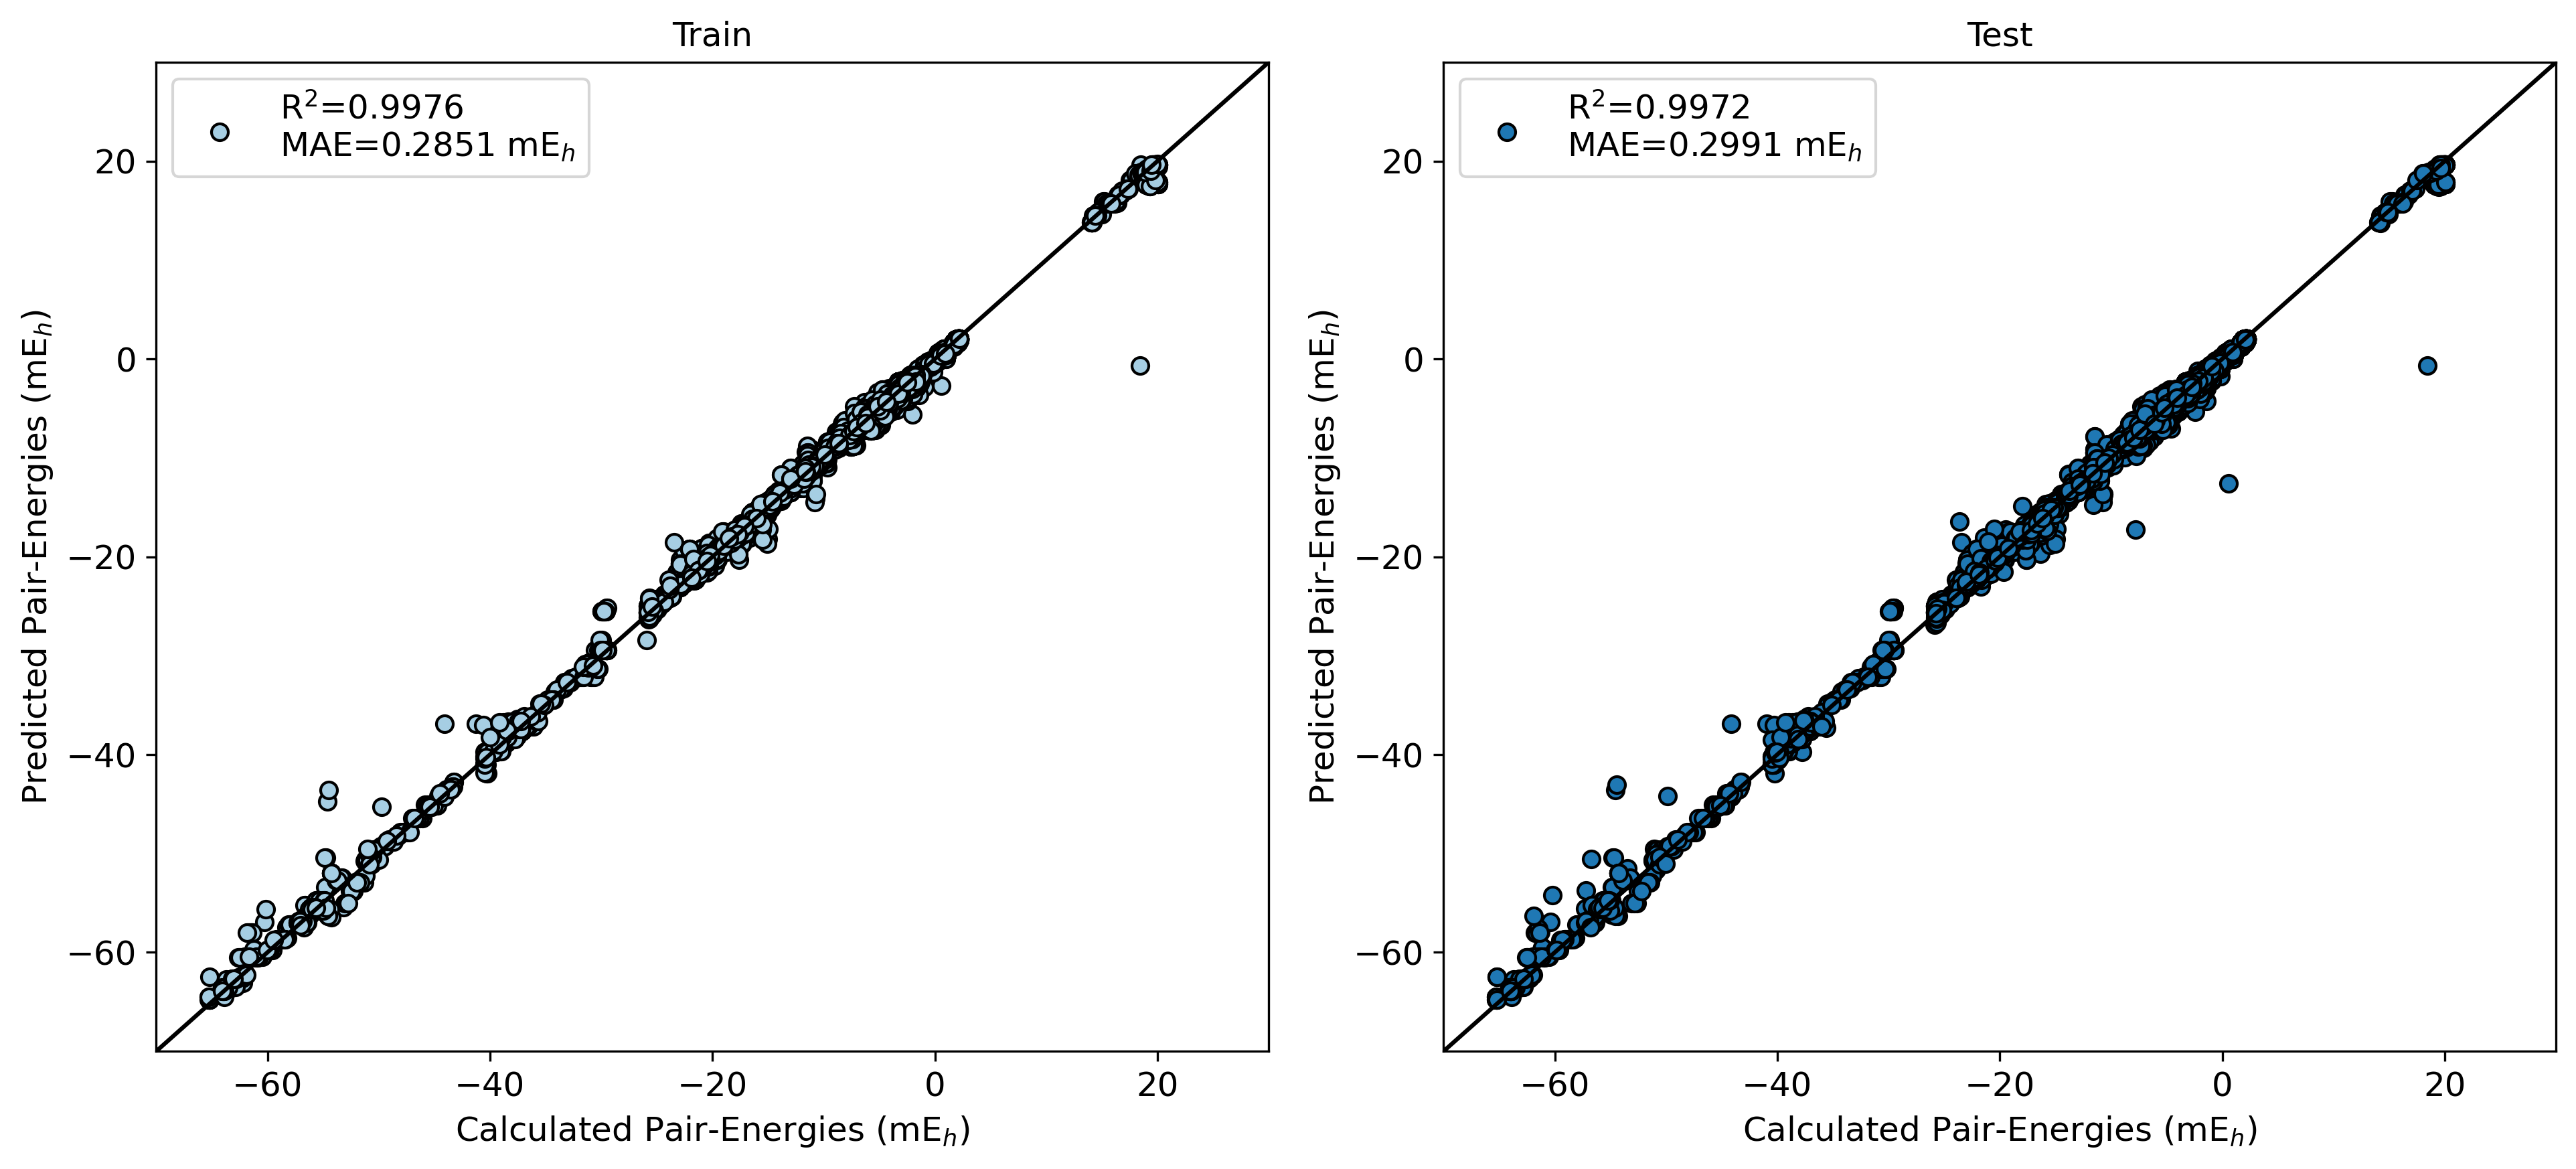 Train
R²=0.9976
MAE=0.2851 mEₕ
20
0
−20
−40
−60
Predicted Pair-Energies (mEₕ)
−60 −40 −20 0 20
Calculated Pair-Energies (mEₕ)
Test
R²=0.9972
MAE=0.2991 mEₕ
20
0
−20
−40
−60
Predicted Pair-Energies (mEₕ)
−60 −40 −20 0 20
Calculated Pair-Energies (mEₕ)